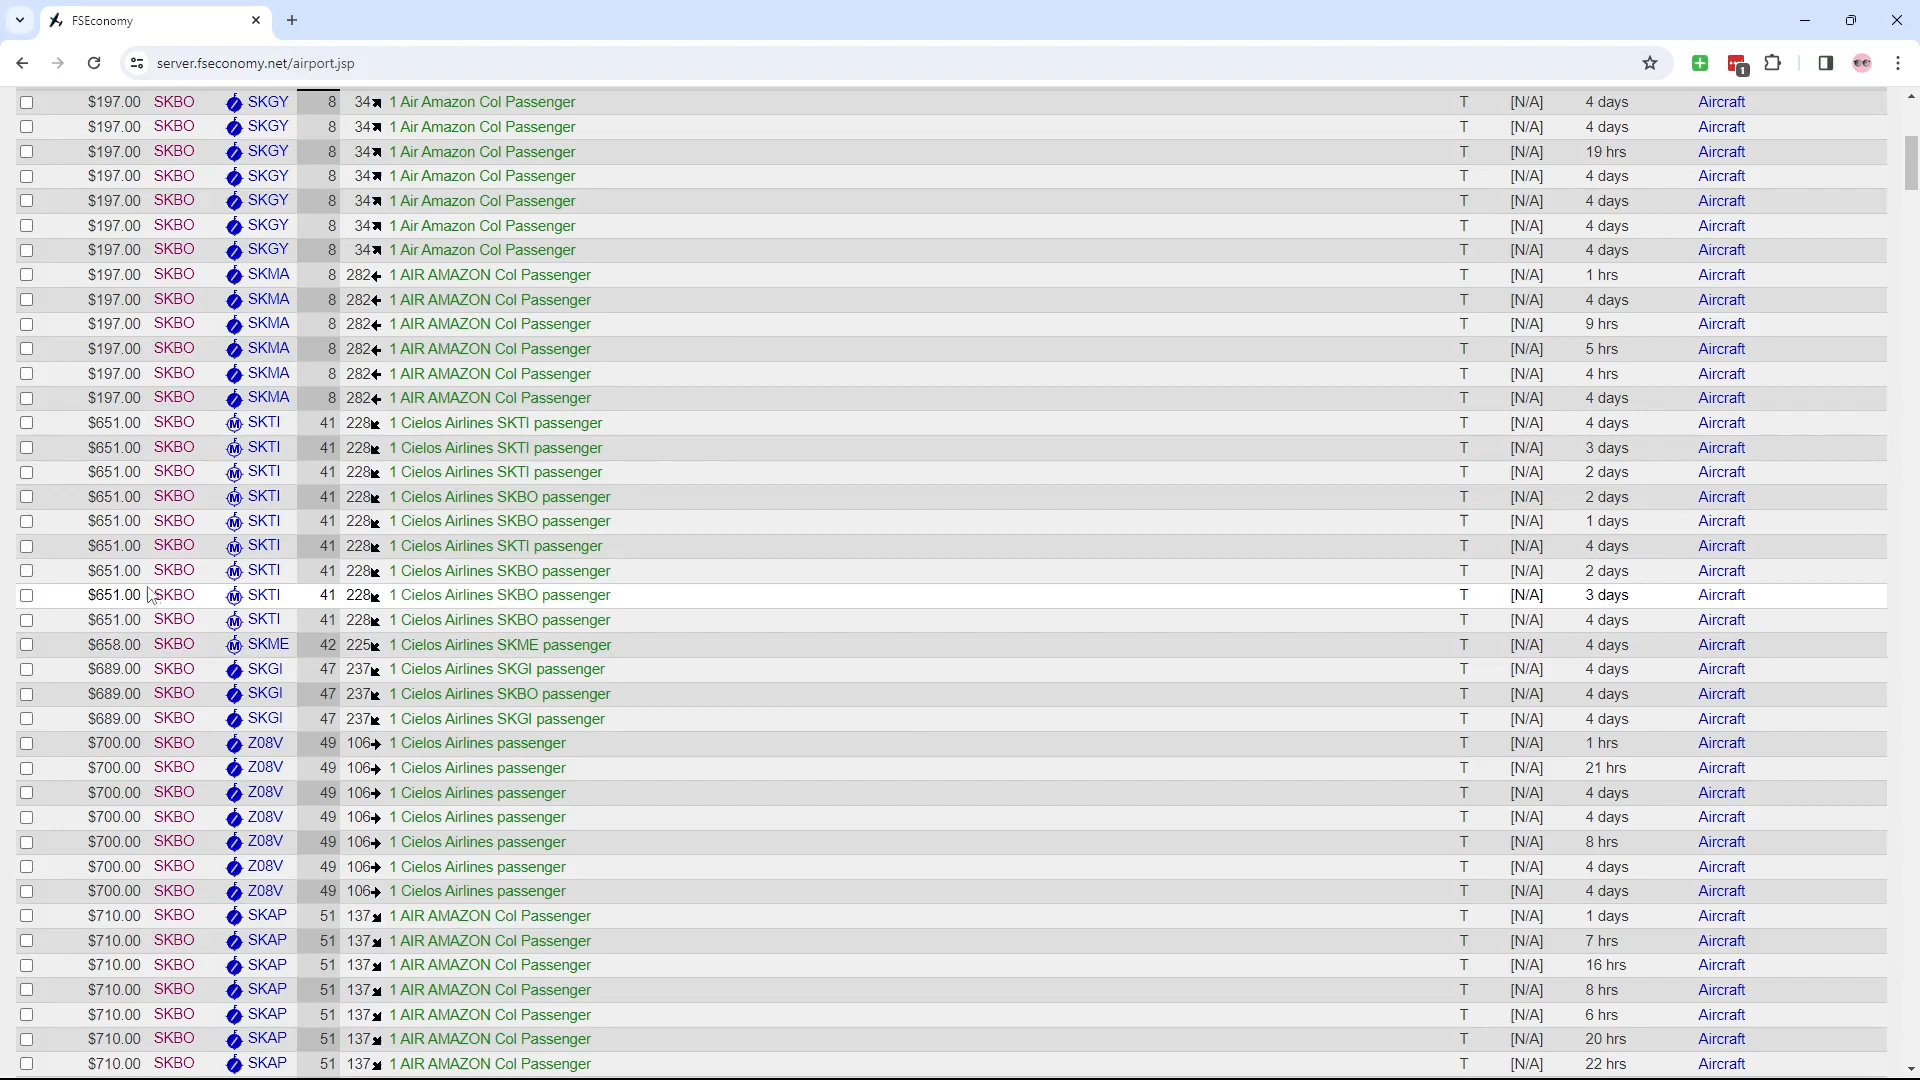 FSEconomy
server.fseconomy.net/airport.jsp
1
$197.00 SKBO SKGY 8 34 1 Air Amazon Col Passenger T [N/A] 4 days Aircraft
$197.00 SKBO SKGY 8 34 1 Air Amazon Col Passenger T [N/A] 4 days Aircraft
$197.00 SKBO SKGY 8 34 1 Air Amazon Col Passenger T [N/A] 19 hrs Aircraft
$197.00 SKBO SKGY 8 34 1 Air Amazon Col Passenger T [N/A] 4 days Aircraft
$197.00 SKBO SKGY 8 34 1 Air Amazon Col Passenger T [N/A] 4 days Aircraft
$197.00 SKBO SKGY 8 34 1 Air Amazon Col Passenger T [N/A] 4 days Aircraft
$197.00 SKBO SKGY 8 34 1 Air Amazon Col Passenger T [N/A] 4 days Aircraft
$197.00 SKBO SKMA 8 282 1 AIR AMAZON Col Passenger T [N/A] 1 hrs Aircraft
$197.00 SKBO SKMA 8 282 1 AIR AMAZON Col Passenger T [N/A] 4 days Aircraft
$197.00 SKBO SKMA 8 282 1 AIR AMAZON Col Passenger T [N/A] 9 hrs Aircraft
$197.00 SKBO SKMA 8 282 1 AIR AMAZON Col Passenger T [N/A] 5 hrs Aircraft
$197.00 SKBO SKMA 8 282 1 AIR AMAZON Col Passenger T [N/A] 4 hrs Aircraft
$197.00 SKBO SKMA 8 282 1 AIR AMAZON Col Passenger T [N/A] 4 days Aircraft
$651.00 SKBO M SKTI 41 228 1 Cielos Airlines SKTI passenger T [N/A] 4 days Aircraft
$651.00 SKBO M SKTI 41 228 1 Cielos Airlines SKTI passenger T [N/A] 3 days Aircraft
$651.00 SKBO M SKTI 41 228 1 Cielos Airlines SKTI passenger T [N/A] 2 days Aircraft
$651.00 SKBO M SKTI 41 228 1 Cielos Airlines SKBO passenger T [N/A] 2 days Aircraft
$651.00 SKBO M SKTI 41 228 1 Cielos Airlines SKBO passenger T [N/A] 1 days Aircraft
$651.00 SKBO M SKTI 41 228 1 Cielos Airlines SKTI passenger T [N/A] 4 days Aircraft
$651.00 SKBO M SKTI 41 228 1 Cielos Airlines SKBO passenger T [N/A] 2 days Aircraft
$651.00 SKBO M SKTI 41 228 1 Cielos Airlines SKBO passenger T [N/A] 3 days Aircraft
$651.00 SKBO M SKTI 41 228 1 Cielos Airlines SKBO passenger T [N/A] 4 days Aircraft
$658.00 SKBO M SKME 42 225 1 Cielos Airlines SKME passenger T [N/A] 4 days Aircraft
$689.00 SKBO SKGI 47 237 1 Cielos Airlines SKGI passenger T [N/A] 4 days Aircraft
$689.00 SKBO SKGI 47 237 1 Cielos Airlines SKBO passenger T [N/A] 4 days Aircraft
$689.00 SKBO SKGI 47 237 1 Cielos Airlines SKGI passenger T [N/A] 4 days Aircraft
$700.00 SKBO Z08V 49 106 1 Cielos Airlines passenger T [N/A] 1 hrs Aircraft
$700.00 SKBO Z08V 49 106 1 Cielos Airlines passenger T [N/A] 21 hrs Aircraft
$700.00 SKBO Z08V 49 106 1 Cielos Airlines passenger T [N/A] 4 days Aircraft
$700.00 SKBO Z08V 49 106 1 Cielos Airlines passenger T [N/A] 4 days Aircraft
$700.00 SKBO Z08V 49 106 1 Cielos Airlines passenger T [N/A] 8 hrs Aircraft
$700.00 SKBO Z08V 49 106 1 Cielos Airlines passenger T [N/A] 4 days Aircraft
$700.00 SKBO Z08V 49 106 1 Cielos Airlines passenger T [N/A] 4 days Aircraft
$710.00 SKBO SKAP 51 137 1 AIR AMAZON Col Passenger T [N/A] 1 days Aircraft
$710.00 SKBO SKAP 51 137 1 AIR AMAZON Col Passenger T [N/A] 7 hrs Aircraft
$710.00 SKBO SKAP 51 137 1 AIR AMAZON Col Passenger T [N/A] 16 hrs Aircraft
$710.00 SKBO SKAP 51 137 1 AIR AMAZON Col Passenger T [N/A] 8 hrs Aircraft
$710.00 SKBO SKAP 51 137 1 AIR AMAZON Col Passenger T [N/A] 6 hrs Aircraft
$710.00 SKBO SKAP 51 137 1 AIR AMAZON Col Passenger T [N/A] 20 hrs Aircraft
$710.00 SKBO SKAP 51 137 1 AIR AMAZON Col Passenger T [N/A] 22 hrs Aircraft